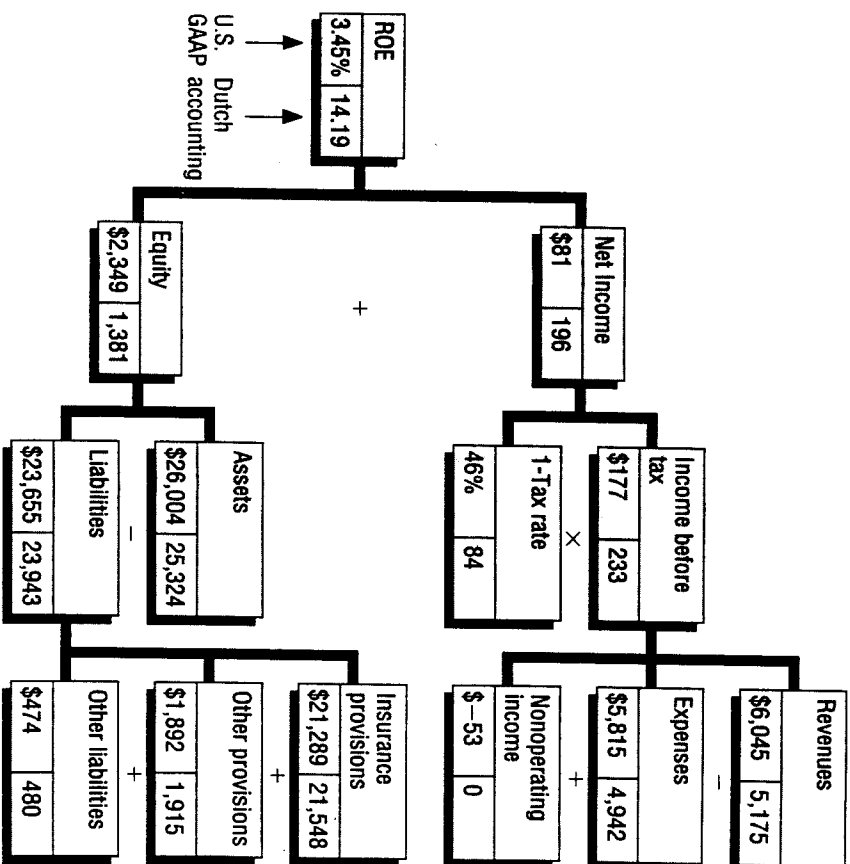 ROE
3.45% 14.19
U.S. Dutch
GAAP accounting
Net Income
$81 196
+
Equity
$2,349 1,381
Income before
tax
$177 233
×
1-Tax rate
46% 84
Assets
$26,004 25,324
–
Liabilities
$23,655 23,943
Revenues
$6,045 5,175
–
Expenses
$5,815 4,942
+
Nonoperating
income
$–53 0
Insurance
provisions
$21,289 21,548
+
Other provisions
$1,892 1,915
+
Other liabilities
$474 480